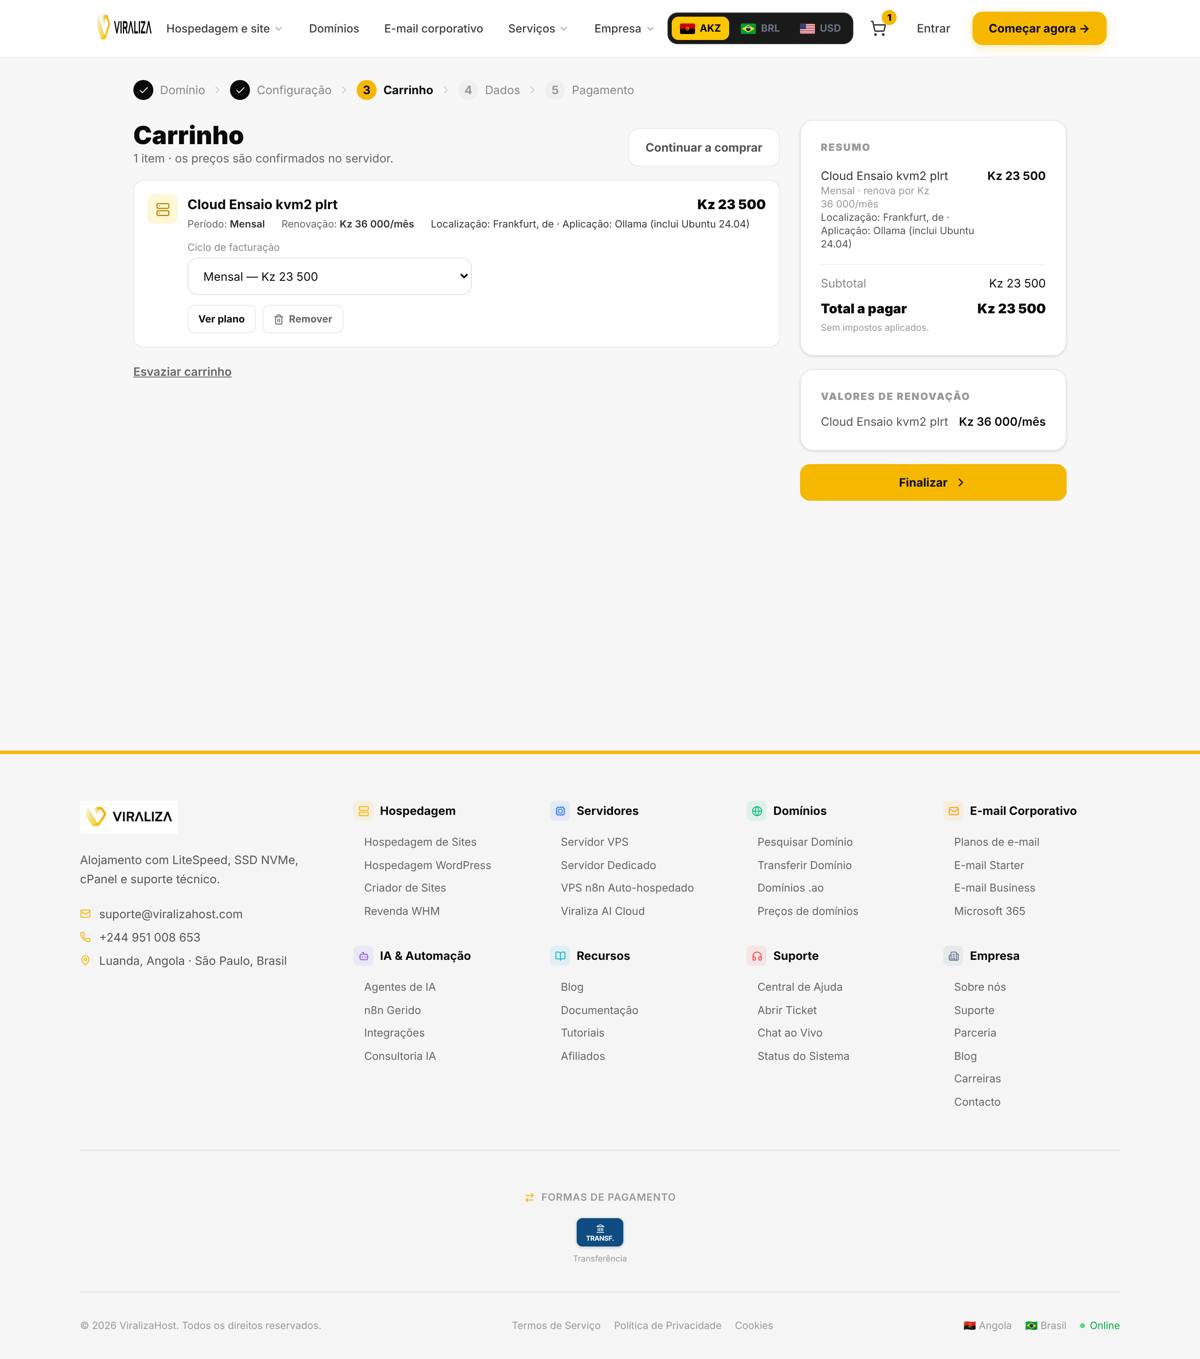 VIRALIZA
Hospedagem e site
Domínios
E-mail corporativo
Serviços
Empresa
AKZ
BRL
USD
1
Entrar
Começar agora →
Domínio
Configuração
3 Carrinho
4 Dados
5 Pagamento
Carrinho
1 item · os preços são confirmados no servidor.
Continuar a comprar
Cloud Ensaio kvm2 plrt
Kz 23 500
Período: Mensal Renovação: Kz 36 000/mês Localização: Frankfurt, de · Aplicação: Ollama (inclui Ubuntu 24.04)
Ciclo de facturação
Mensal — Kz 23 500
Ver plano
Remover
Esvaziar carrinho
RESUMO
Cloud Ensaio kvm2 plrt Kz 23 500
Mensal · renova por Kz
36 000/mês
Localização: Frankfurt, de ·
Aplicação: Ollama (inclui Ubuntu
24.04)
Subtotal Kz 23 500
Total a pagar Kz 23 500
Sem impostos aplicados.
VALORES DE RENOVAÇÃO
Cloud Ensaio kvm2 plrt Kz 36 000/mês
Finalizar
VIRALIZA
Alojamento com LiteSpeed, SSD NVMe,
cPanel e suporte técnico.
suporte@viralizahost.com
+244 951 008 653
Luanda, Angola · São Paulo, Brasil
Hospedagem
Hospedagem de Sites
Hospedagem WordPress
Criador de Sites
Revenda WHM
Servidores
Servidor VPS
Servidor Dedicado
VPS n8n Auto-hospedado
Viraliza AI Cloud
Domínios
Pesquisar Domínio
Transferir Domínio
Domínios .ao
Preços de domínios
E-mail Corporativo
Planos de e-mail
E-mail Starter
E-mail Business
Microsoft 365
IA & Automação
Agentes de IA
n8n Gerido
Integrações
Consultoria IA
Recursos
Blog
Documentação
Tutoriais
Afiliados
Suporte
Central de Ajuda
Abrir Ticket
Chat ao Vivo
Status do Sistema
Empresa
Sobre nós
Suporte
Parceria
Blog
Carreiras
Contacto
FORMAS DE PAGAMENTO
TRANSF.
Transferência
© 2026 ViralizaHost. Todos os direitos reservados.
Termos de Serviço
Política de Privacidade
Cookies
Angola
Brasil
Online